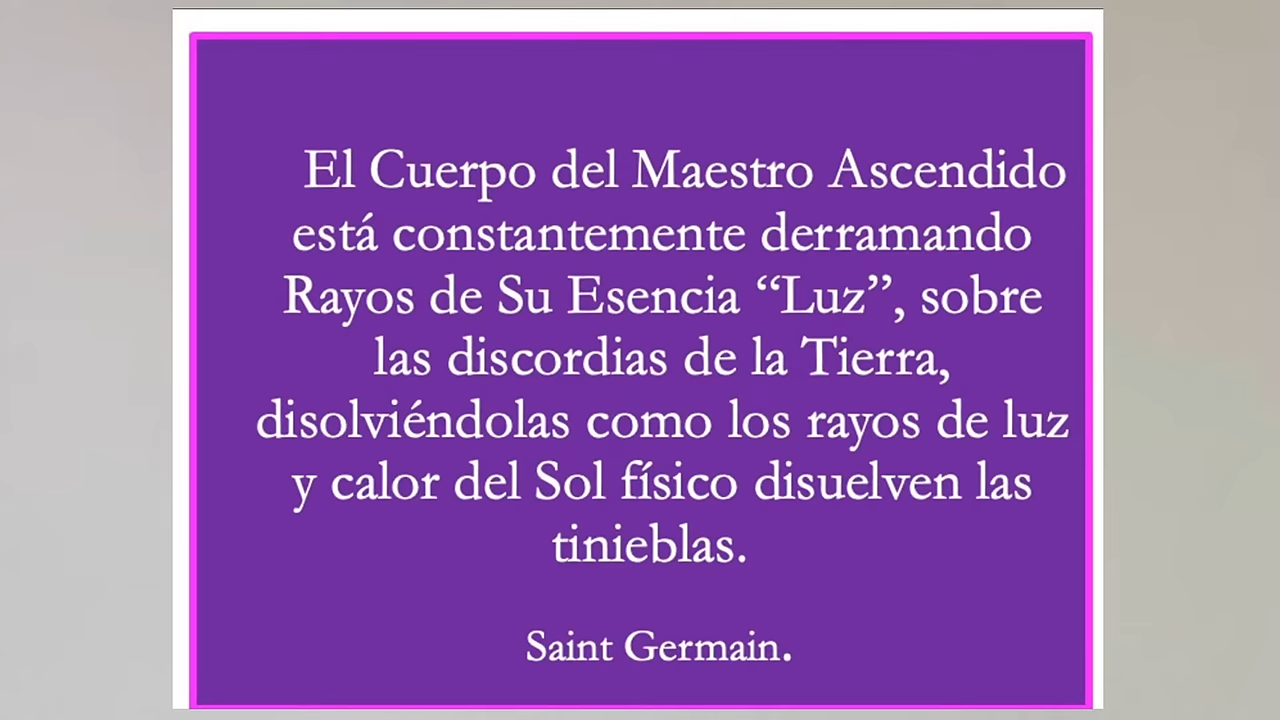 El Cuerpo del Maestro Ascendido
está constantemente derramando
Rayos de Su Esencia “Luz”, sobre
las discordias de la Tierra,
disolviéndolas como los rayos de luz
y calor del Sol físico disuelven las
tinieblas.
Saint Germain.